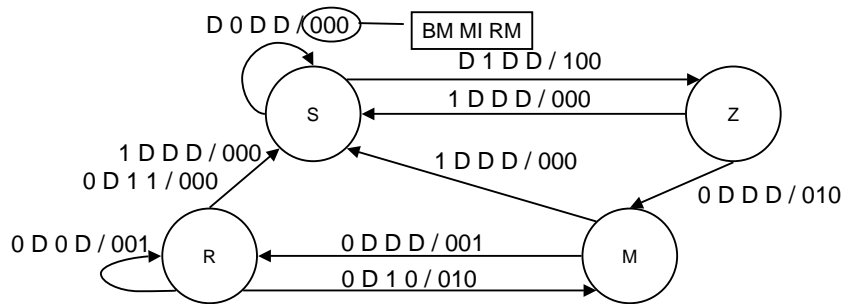 D 0 D D / 000
BM MI RM
D 1 D D / 100
1 D D D / 000
S
Z
1 D D D / 000
0 D 1 1 / 000
1 D D D / 000
0 D D D / 010
0 D 0 D / 001
R
0 D D D / 001
M
0 D 1 0 / 010